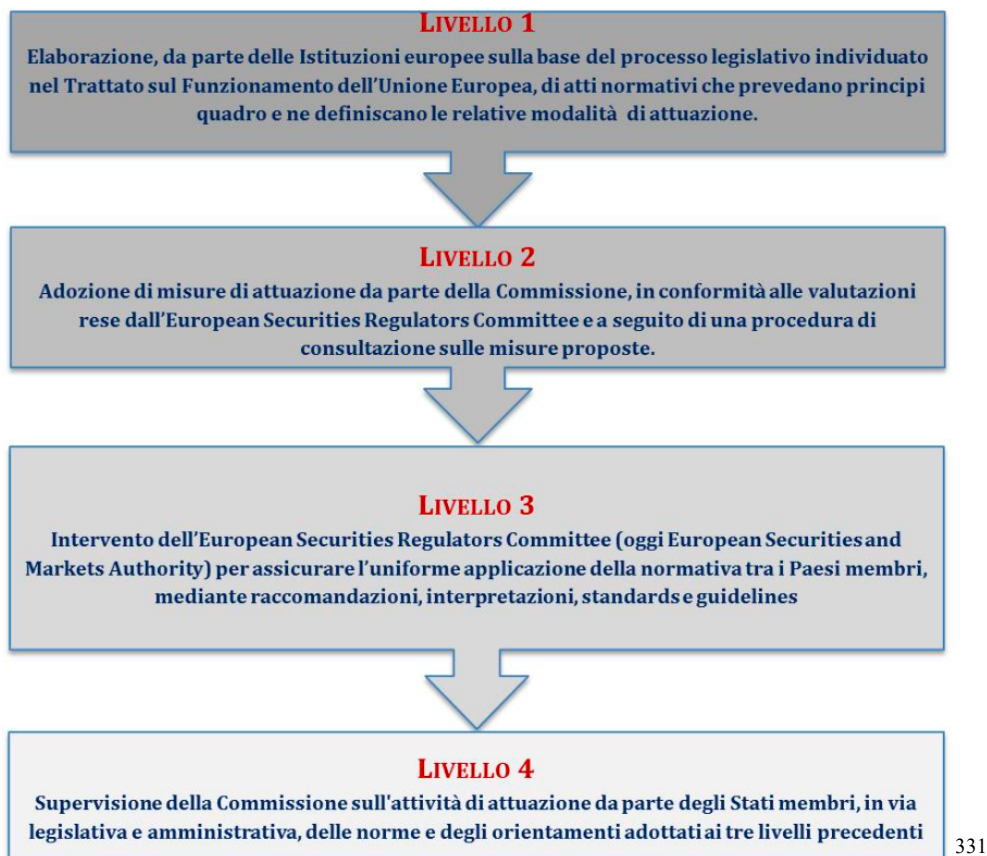 LIVELLO 1
Elaborazione, da parte delle Istituzioni europee sulla base del processo legislativo individuato
nel Trattato sul Funzionamento dell'Unione Europea, di atti normativi che prevedano principi
quadro e ne definiscano le relative modalità di attuazione.
LIVELLO 2
Adozione di misure di attuazione da parte della Commissione, in conformità alle valutazioni
rese dall'European Securities Regulators Committee e a seguito di una procedura di
consultazione sulle misure proposte.
LIVELLO 3
Intervento dell'European Securities Regulators Committee (oggi European Securities and
Markets Authority) per assicurare l'uniforme applicazione della normativa tra i Paesi membri,
mediante raccomandazioni, interpretazioni, standards e guidelines
LIVELLO 4
Supervisione della Commissione sull'attività di attuazione da parte degli Stati membri, in via
legislativa e amministrativa, delle norme e degli orientamenti adottati ai tre livelli precedenti
331